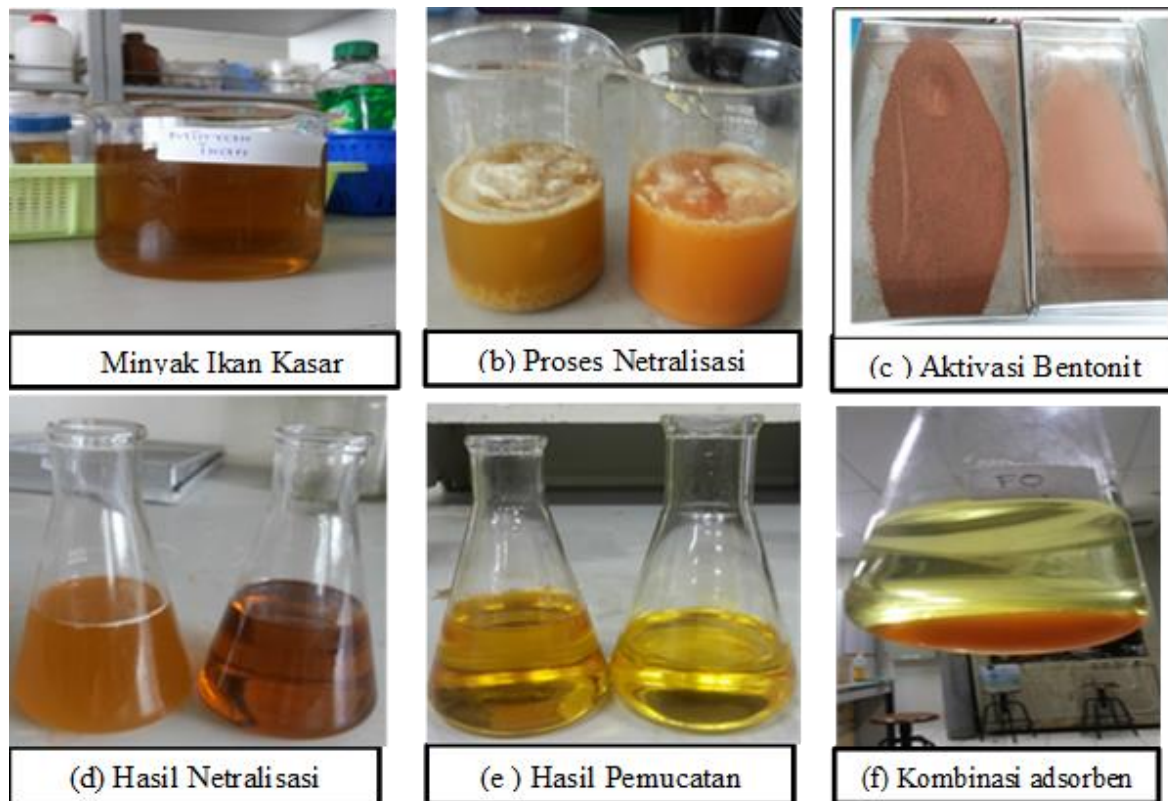 Minyak Ikan Kasar
(b) Proses Netralisasi
(c ) Aktivasi Bentonit
(d) Hasil Netralisasi
(e ) Hasil Pemucatan
FO
(f) Kombinasi adsorben